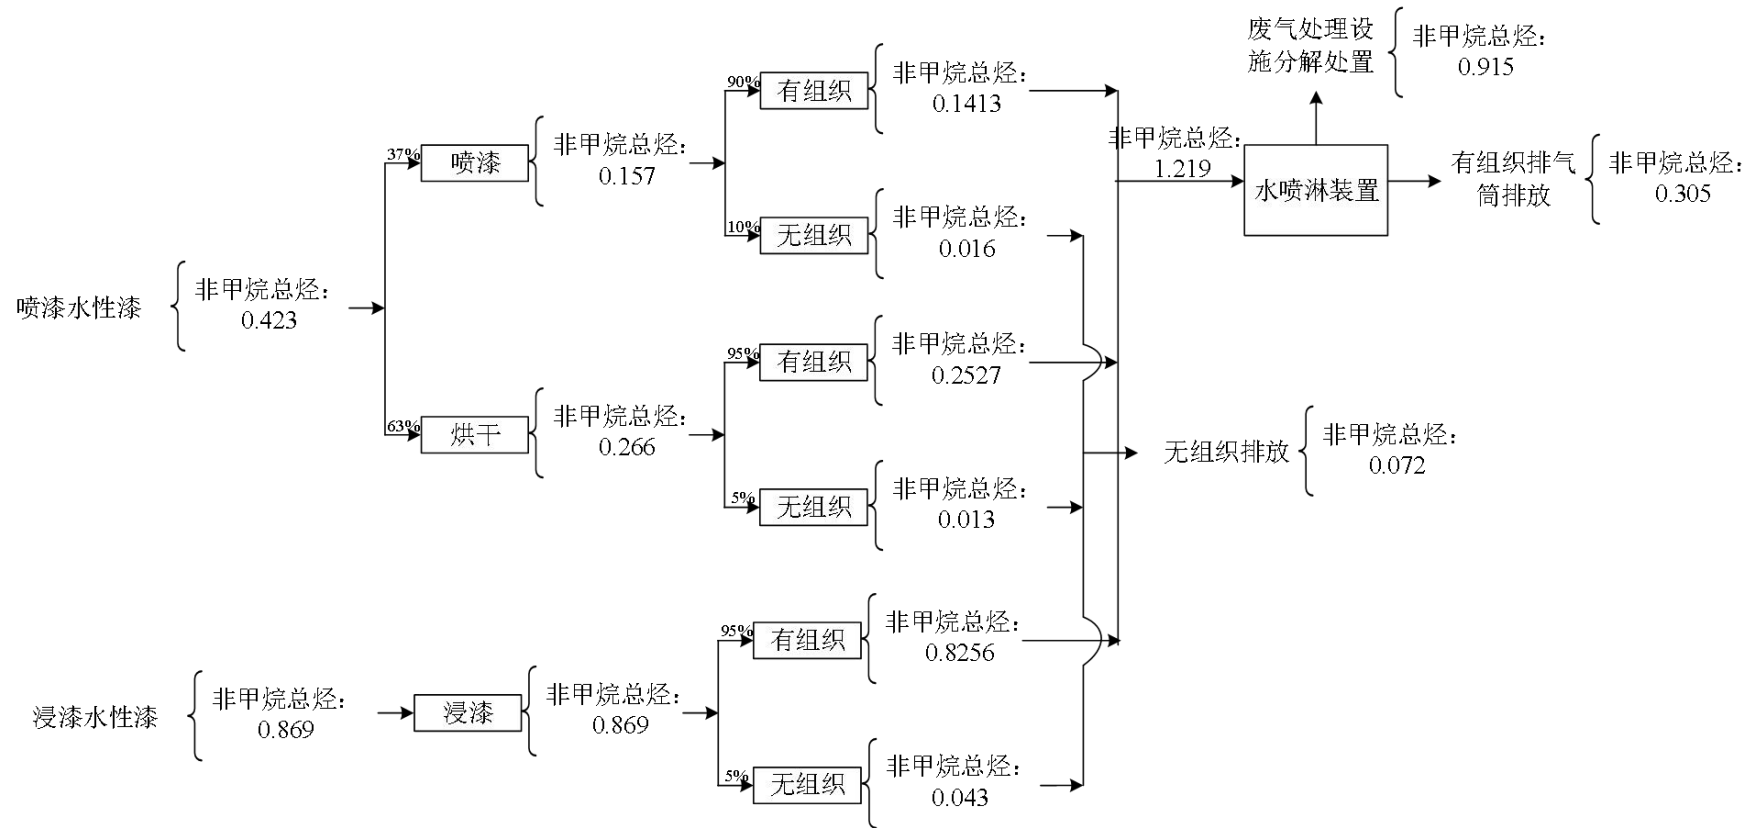 废气处理设
施分解处置
非甲烷总烃：
0.915
90%
有组织
非甲烷总烃：
0.1413
37%
喷漆
非甲烷总烃：
0.157
非甲烷总烃：
1.219
水喷淋装置
有组织排气
筒排放
非甲烷总烃：
0.305
10%
无组织
非甲烷总烃：
0.016
喷漆水性漆
非甲烷总烃：
0.423
95%
有组织
非甲烷总烃：
0.2527
63%
烘干
非甲烷总烃：
0.266
无组织排放
非甲烷总烃：
0.072
5%
无组织
非甲烷总烃：
0.013
95%
有组织
非甲烷总烃：
0.8256
浸漆水性漆
非甲烷总烃：
0.869
浸漆
非甲烷总烃：
0.869
5%
无组织
非甲烷总烃：
0.043